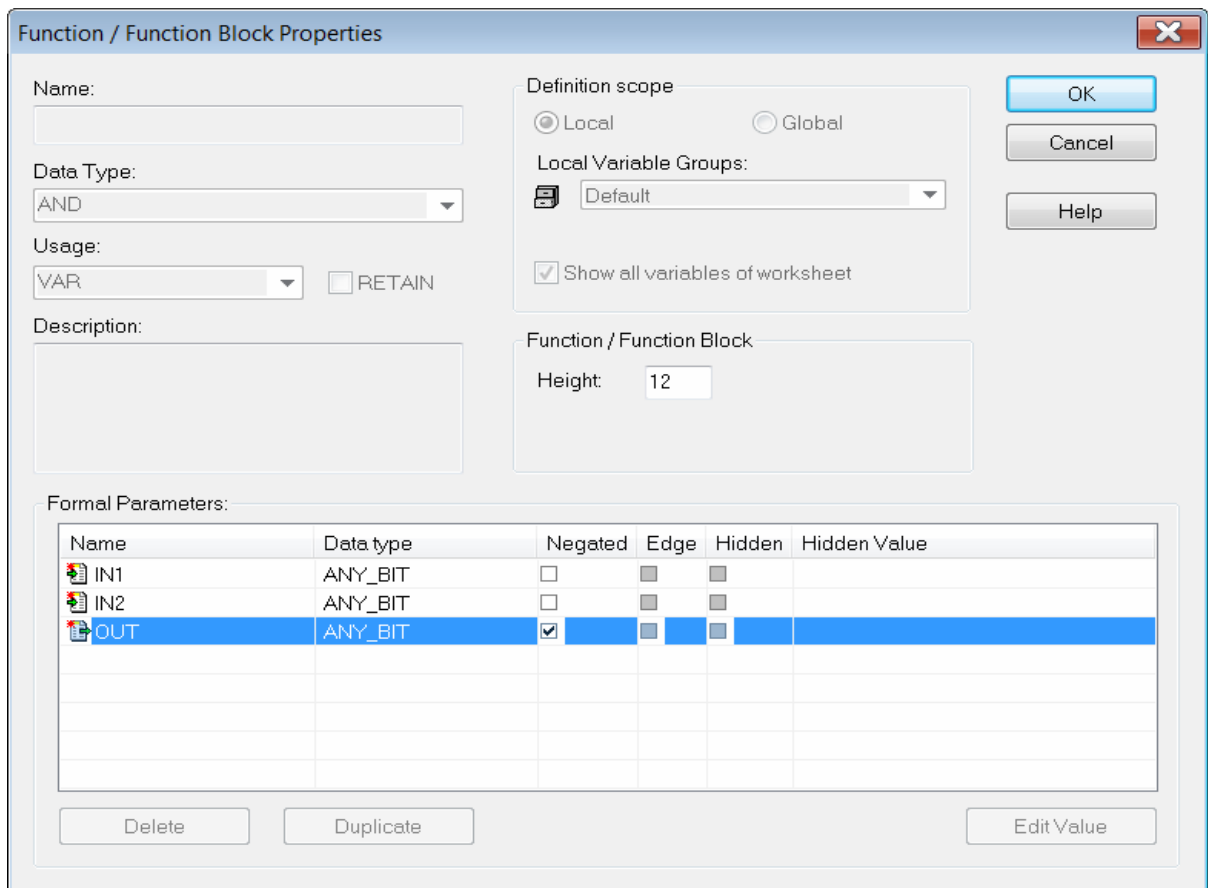 Function / Function Block Properties
Name:
Data Type:
AND
Usage:
VAR
RETAIN
Description:
Definition scope
Local
Global
Local Variable Groups:
Default
Show all variables of worksheet
Function / Function Block
Height:
12
OK
Cancel
Help
Formal Parameters:
Name Data type Negated Edge Hidden Hidden Value
IN1 ANY_BIT
IN2 ANY_BIT
OUT ANY_BIT
Delete
Duplicate
Edit Value